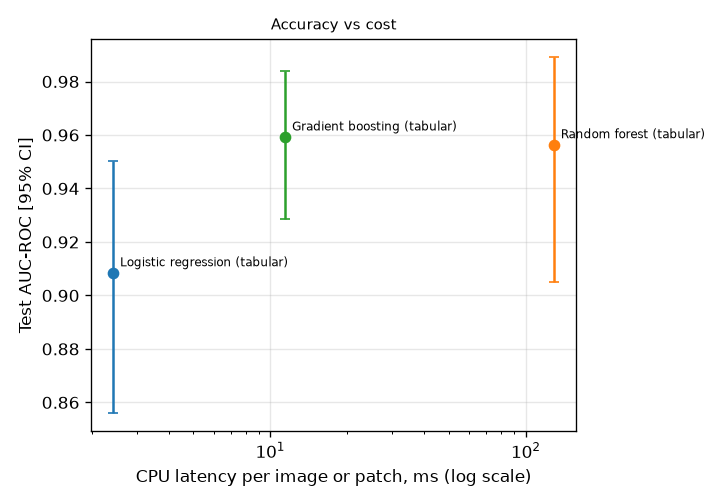 Accuracy vs cost
Test AUC-ROC [95% CI]
0.98
0.96
0.94
0.92
0.90
0.88
0.86
Gradient boosting (tabular)
Random forest (tabular)
Logistic regression (tabular)
10¹
10²
CPU latency per image or patch, ms (log scale)